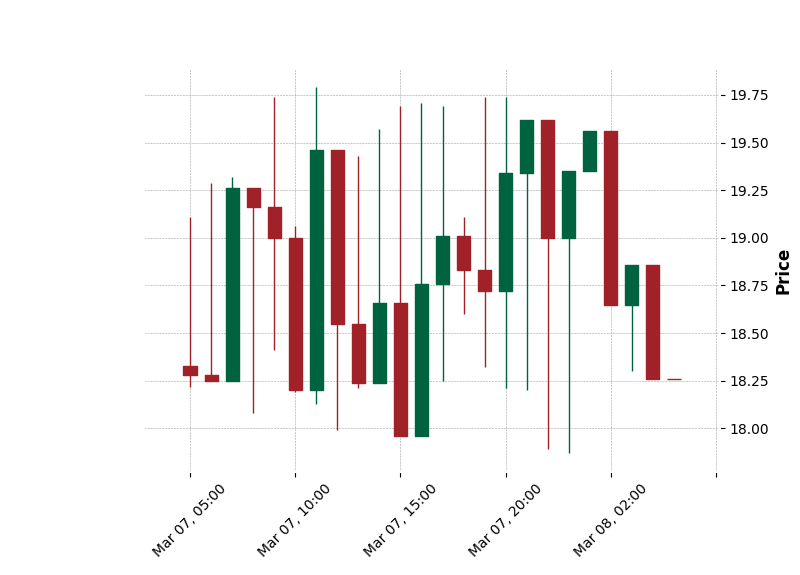 19.75
19.50
19.25
19.00
18.75
18.50
18.25
18.00
Price
Mar 07, 05:00
Mar 07, 10:00
Mar 07, 15:00
Mar 07, 20:00
Mar 08, 02:00